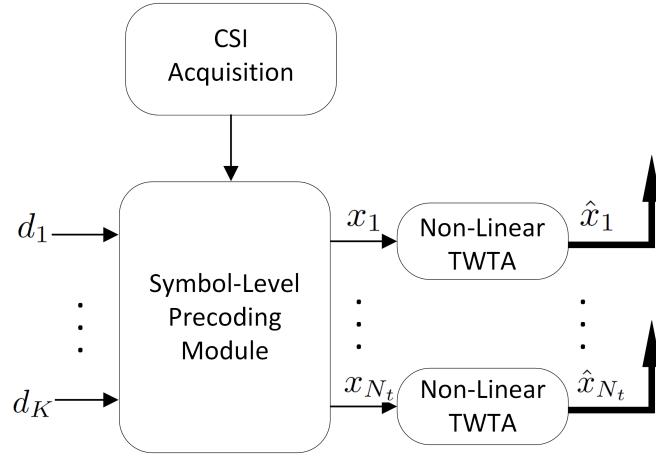 CSI
Acquisition
d_1
x_1
Non-Linear
TWTA
\hat{x}_1
Symbol-Level
Precoding
Module
d_K
x_{N_t}
Non-Linear
TWTA
\hat{x}_{N_t}